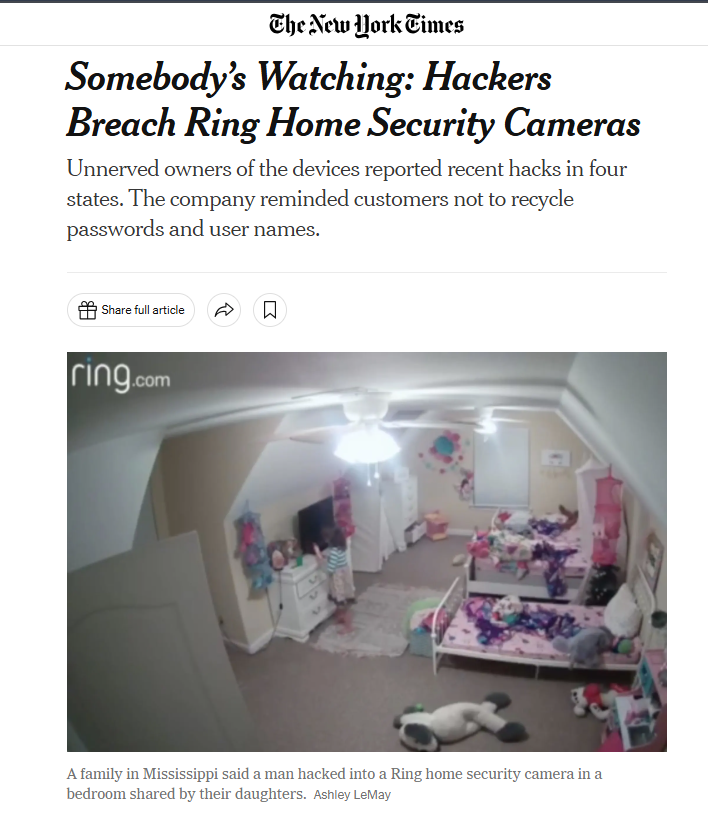 The New York Times
Somebody’s Watching: Hackers
Breach Ring Home Security Cameras
Unnerved owners of the devices reported recent hacks in four
states. The company reminded customers not to recycle
passwords and user names.
Share full article
ring.com
A family in Mississippi said a man hacked into a Ring home security camera in a
bedroom shared by their daughters. Ashley LeMay